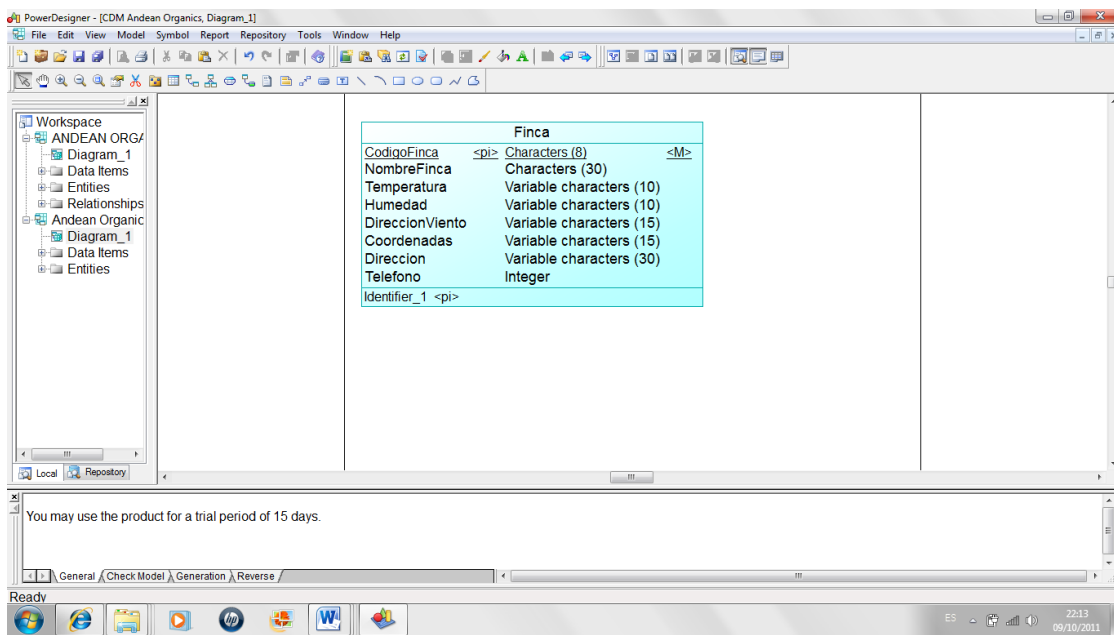 PowerDesigner - [CDM Andean Organics, Diagram_1]
File Edit View Model Symbol Report Repository Tools Window Help
Workspace
ANDEAN ORGA
Diagram_1
Data Items
Entities
Relationships
Andean Organic
Diagram_1
Data Items
Entities
Local Repository
Finca
CodigoFinca <pi> Characters (8) <M>
NombreFinca Characters (30)
Temperatura Variable characters (10)
Humedad Variable characters (10)
DireccionViento Variable characters (15)
Coordenadas Variable characters (15)
Direccion Variable characters (30)
Telefono Integer
Identifier_1 <pi>
You may use the product for a trial period of 15 days.
General Check Model Generation Reverse
Ready
ES 22:13
09/10/2011